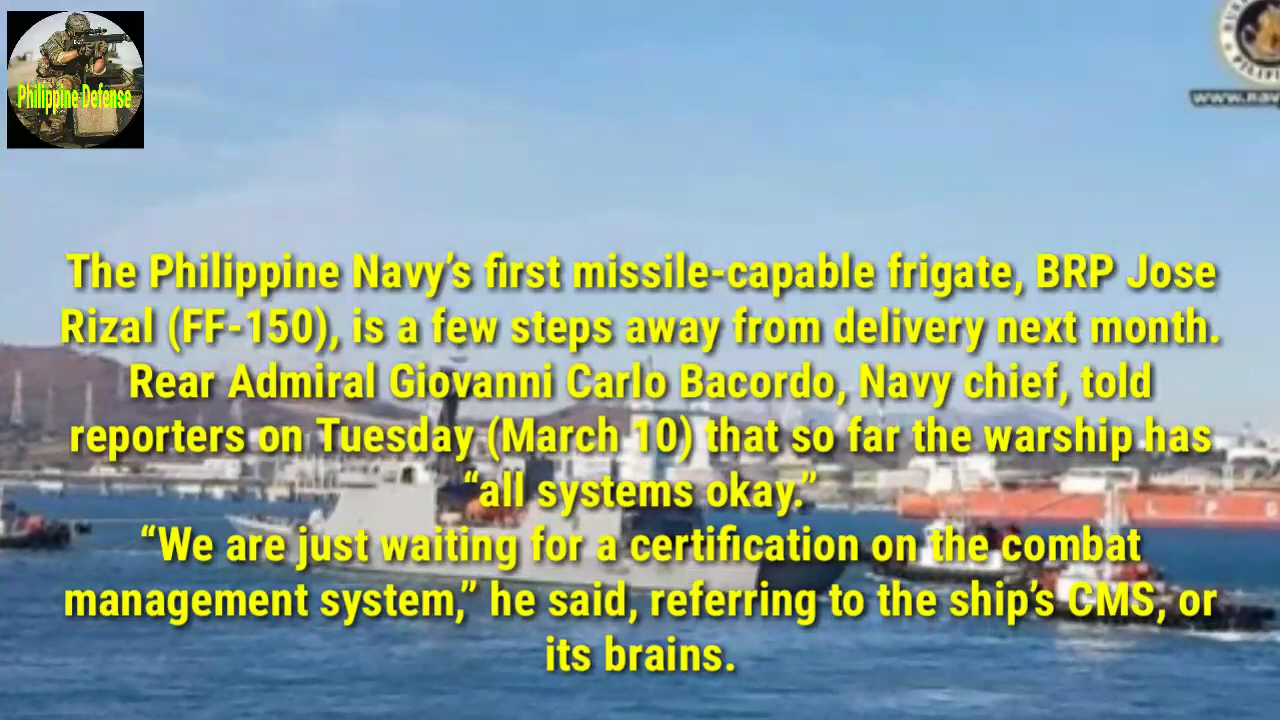 Philippine Defense
www.nav
The Philippine Navy’s first missile-capable frigate, BRP Jose
Rizal (FF-150), is a few steps away from delivery next month.
Rear Admiral Giovanni Carlo Bacordo, Navy chief, told
reporters on Tuesday (March 10) that so far the warship has
“all systems okay.”
“We are just waiting for a certification on the combat
management system,” he said, referring to the ship’s CMS, or
its brains.
L P G